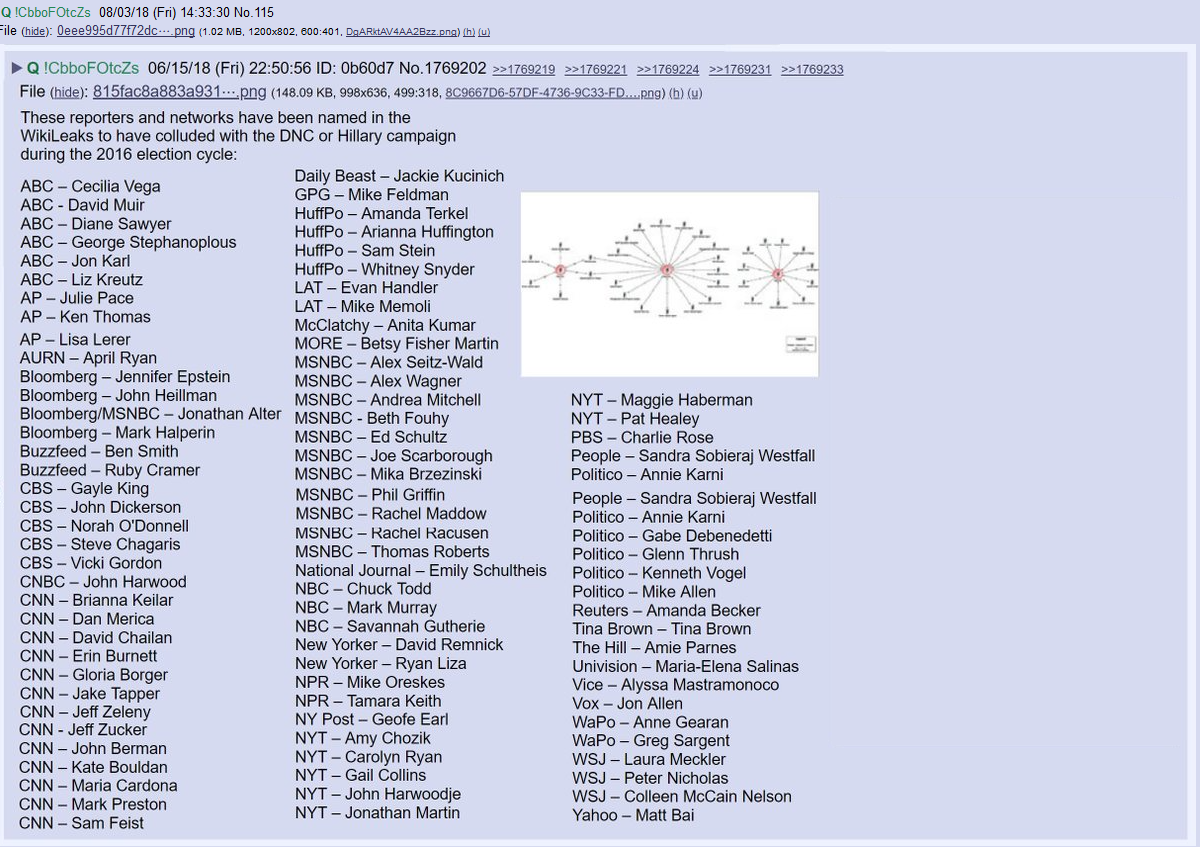 Q !CbboFOtcZs 08/03/18 (Fri) 14:33:30 No.115
File (hide): 0eee995d77f72dc···.png (1.02 MB, 1200x802, 600:401, DqARktAV4AA2Bzz.png) (h) (u)
▶ Q !CbboFOtcZs 06/15/18 (Fri) 22:50:56 ID: 0b60d7 No.1769202 >>1769219 >>1769221 >>1769224 >>1769231 >>1769233
File (hide): 815fac8a883a931···.png (148.09 KB, 998x636, 499:318, 8C9667D6-57DF-4736-9C33-FD....png) (h) (u)
These reporters and networks have been named in the
WikiLeaks to have colluded with the DNC or Hillary campaign
during the 2016 election cycle:
ABC – Cecilia Vega
ABC - David Muir
ABC – Diane Sawyer
ABC – George Stephanoplous
ABC – Jon Karl
ABC – Liz Kreutz
AP – Julie Pace
AP – Ken Thomas
AP – Lisa Lerer
AURN – April Ryan
Bloomberg – Jennifer Epstein
Bloomberg – John Heillman
Bloomberg/MSNBC – Jonathan Alter
Bloomberg – Mark Halperin
Buzzfeed – Ben Smith
Buzzfeed – Ruby Cramer
CBS – Gayle King
CBS – John Dickerson
CBS – Norah O'Donnell
CBS – Steve Chagaris
CBS – Vicki Gordon
CNBC – John Harwood
CNN – Brianna Keilar
CNN – Dan Merica
CNN – David Chailan
CNN – Erin Burnett
CNN – Gloria Borger
CNN – Jake Tapper
CNN – Jeff Zeleny
CNN - Jeff Zucker
CNN – John Berman
CNN – Kate Bouldan
CNN – Maria Cardona
CNN – Mark Preston
CNN – Sam Feist
Daily Beast – Jackie Kucinich
GPG – Mike Feldman
HuffPo – Amanda Terkel
HuffPo – Arianna Huffington
HuffPo – Sam Stein
HuffPo – Whitney Snyder
LAT – Evan Handler
LAT – Mike Memoli
McClatchy – Anita Kumar
MORE – Betsy Fisher Martin
MSNBC – Alex Seitz-Wald
MSNBC – Alex Wagner
MSNBC – Andrea Mitchell
MSNBC - Beth Fouhy
MSNBC – Ed Schultz
MSNBC – Joe Scarborough
MSNBC – Mika Brzezinski
MSNBC – Phil Griffin
MSNBC – Rachel Maddow
MSNBC – Rachel Racusen
MSNBC – Thomas Roberts
National Journal – Emily Schultheis
NBC – Chuck Todd
NBC – Mark Murray
NBC – Savannah Gutherie
New Yorker – David Remnick
New Yorker – Ryan Liza
NPR – Mike Oreskes
NPR – Tamara Keith
NY Post – Geofe Earl
NYT – Amy Chozik
NYT – Carolyn Ryan
NYT – Gail Collins
NYT – John Harwoodje
NYT – Jonathan Martin
NYT – Maggie Haberman
NYT – Pat Healey
PBS – Charlie Rose
People – Sandra Sobieraj Westfall
Politico – Annie Karni
People – Sandra Sobieraj Westfall
Politico – Annie Karni
Politico – Gabe Debenedetti
Politico – Glenn Thrush
Politico – Kenneth Vogel
Politico – Mike Allen
Reuters – Amanda Becker
Tina Brown – Tina Brown
The Hill – Amie Parnes
Univision – Maria-Elena Salinas
Vice – Alyssa Mastramonoco
Vox – Jon Allen
WaPo – Anne Gearan
WaPo – Greg Sargent
WSJ – Laura Meckler
WSJ – Peter Nicholas
WSJ – Colleen McCain Nelson
Yahoo – Matt Bai